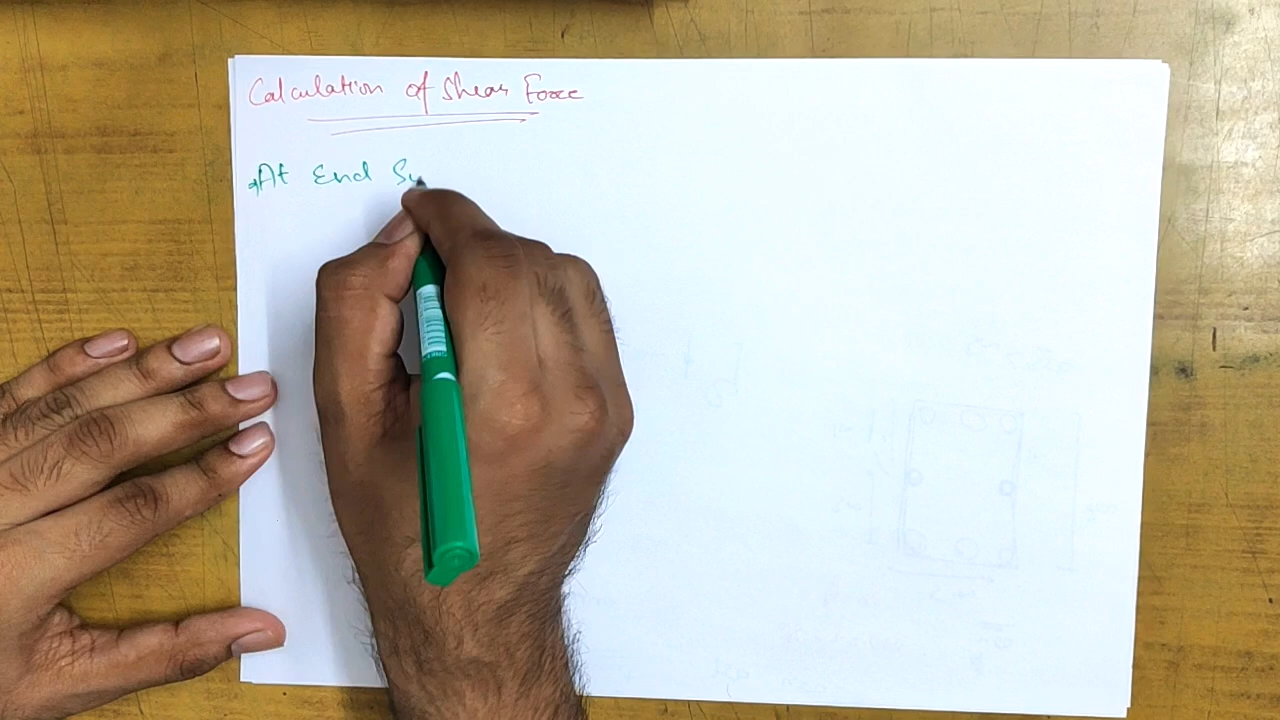 Calculation of Shear Force
At End Su